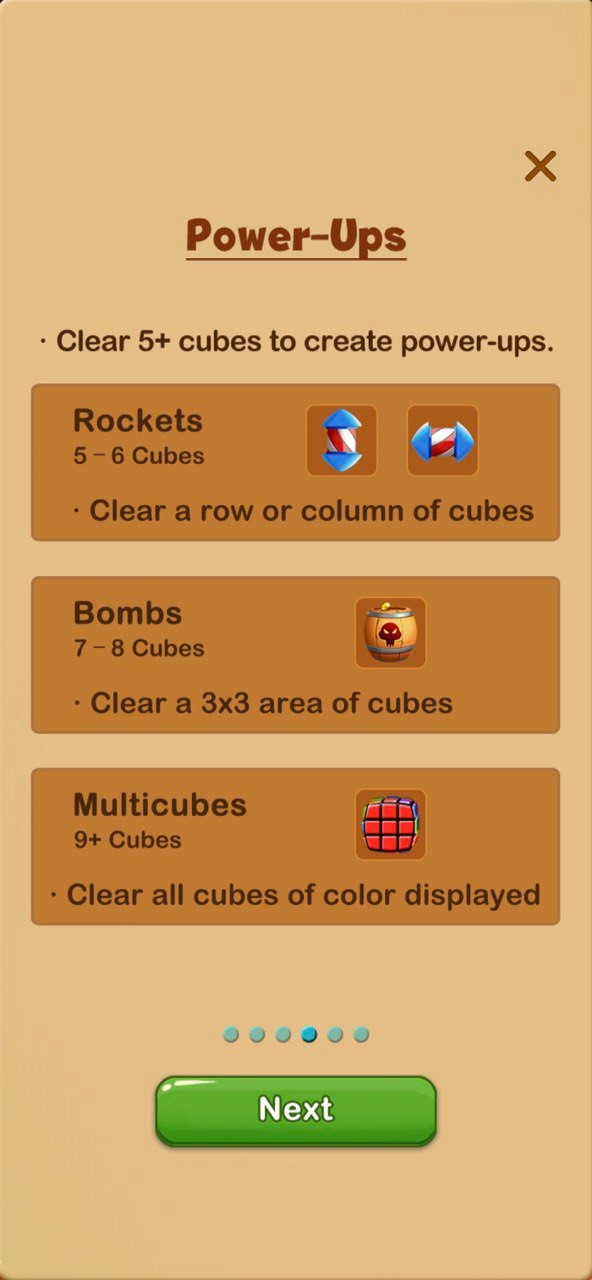 Power-Ups
· Clear 5+ cubes to create power-ups.
Rockets
5 – 6 Cubes
· Clear a row or column of cubes
Bombs
7 – 8 Cubes
· Clear a 3x3 area of cubes
Multicubes
9+ Cubes
· Clear all cubes of color displayed
Next